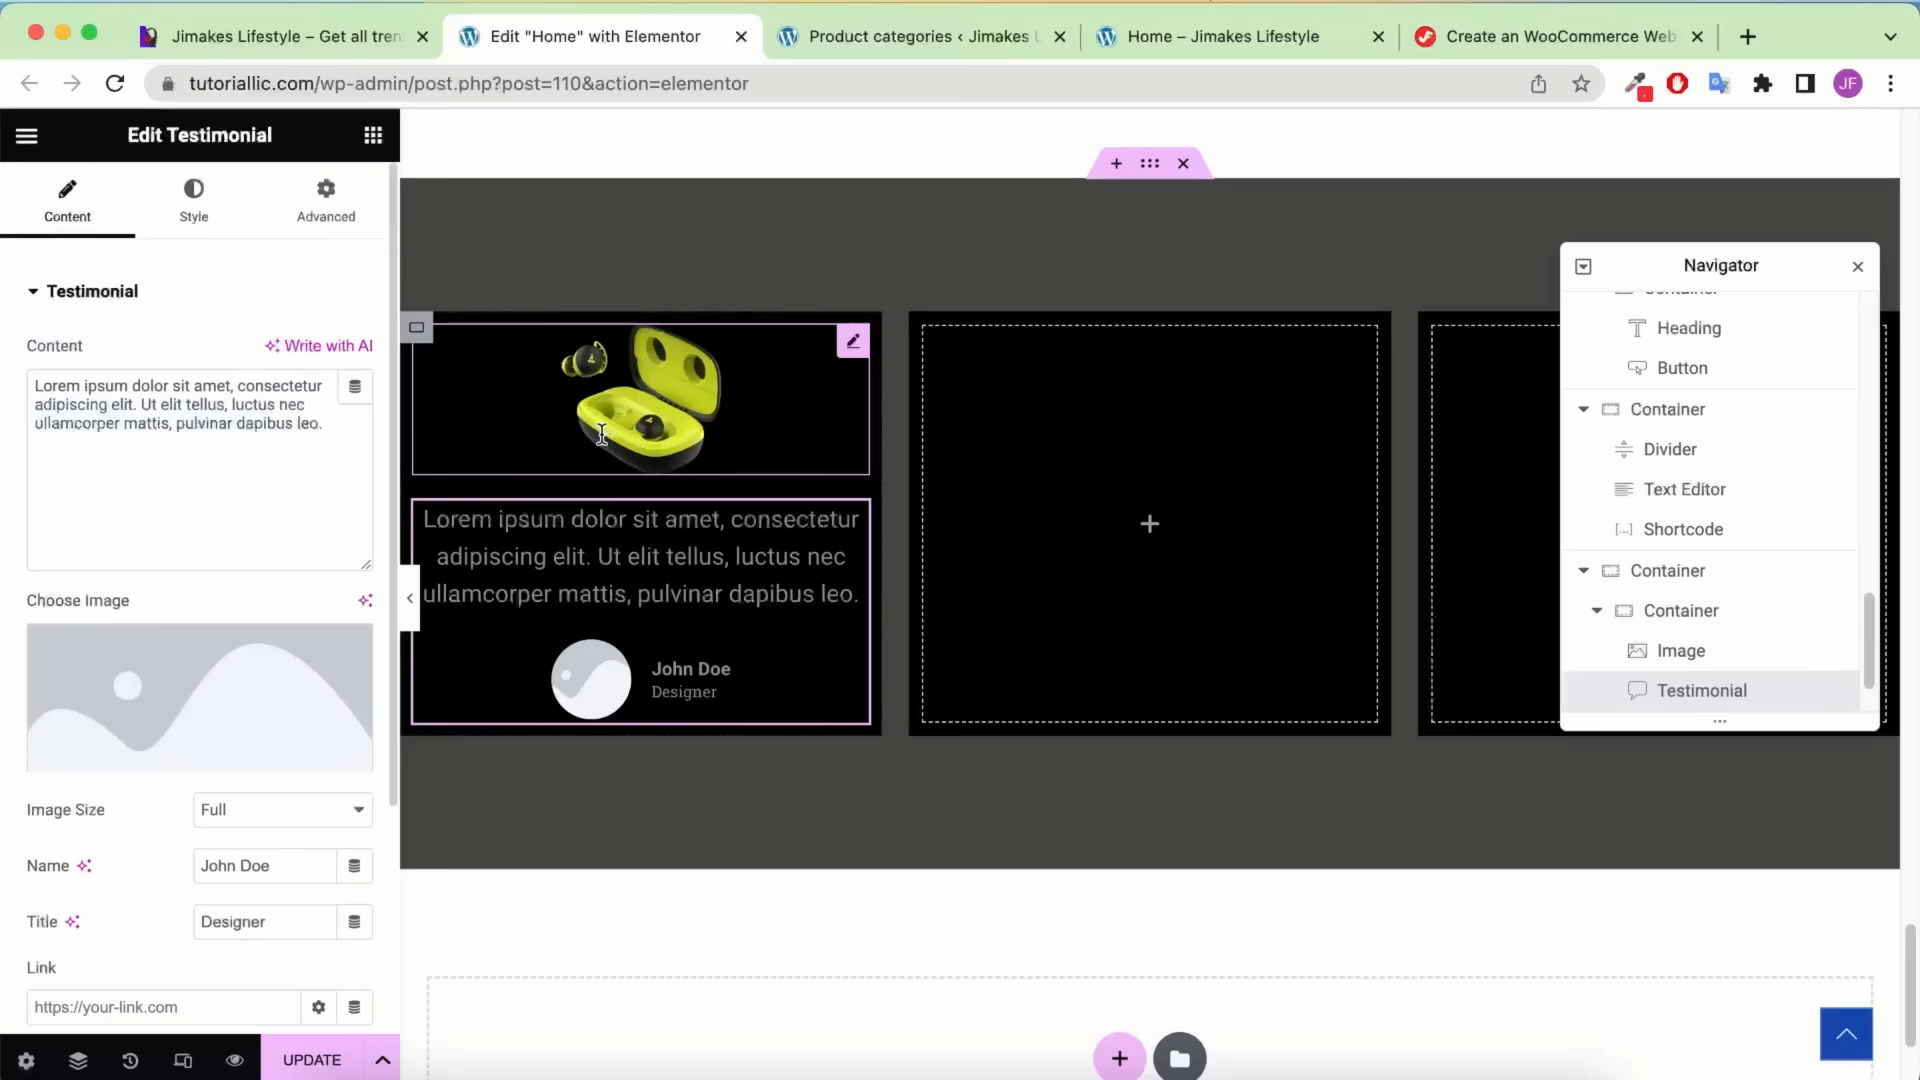 Jimakes Lifestyle – Get all tren
Edit "Home" with Elementor
Product categories ‹ Jimakes L
Home – Jimakes Lifestyle
Create an WooCommerce Web
tutoriallic.com/wp-admin/post.php?post=110&action=elementor
JF
Edit Testimonial
Content
Style
Advanced
Testimonial
Content
Write with AI
Lorem ipsum dolor sit amet, consectetur
adipiscing elit. Ut elit tellus, luctus nec
ullamcorper mattis, pulvinar dapibus leo.
Choose Image
Image Size
Full
Name
John Doe
Title
Designer
Link
https://your-link.com
UPDATE
Lorem ipsum dolor sit amet, consectetur
adipiscing elit. Ut elit tellus, luctus nec
ullamcorper mattis, pulvinar dapibus leo.
John Doe
Designer
Navigator
Container
Heading
Button
Container
Divider
Text Editor
Shortcode
Container
Container
Image
Testimonial